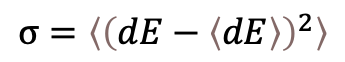 σ = ⟨(dE − ⟨dE⟩)²⟩